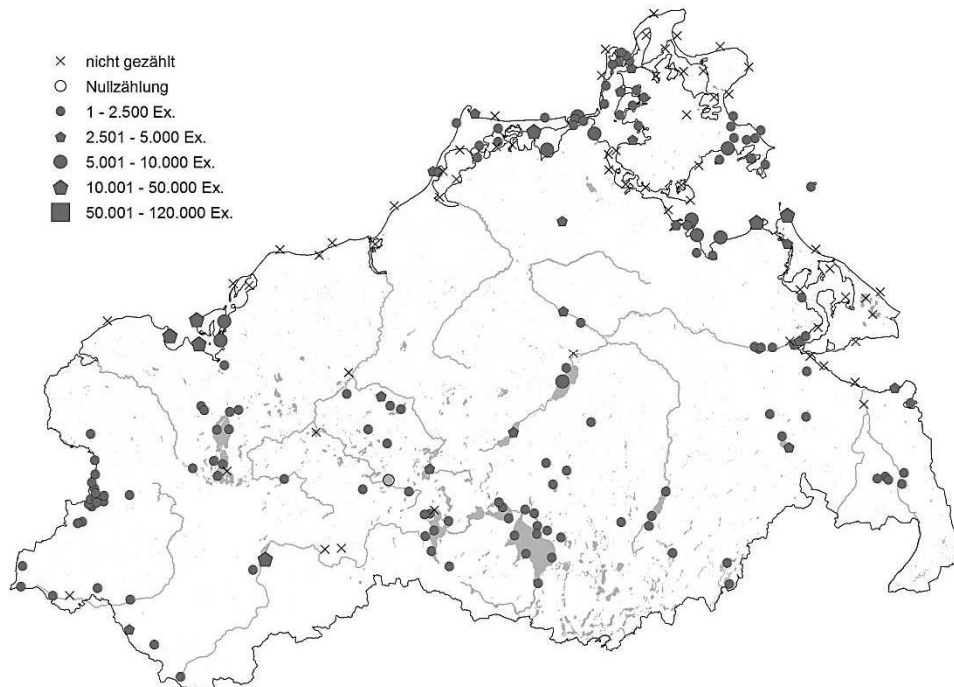 nicht gezählt
Nullzählung
1 - 2.500 Ex.
2.501 - 5.000 Ex.
5.001 - 10.000 Ex.
10.001 - 50.000 Ex.
50.001 - 120.000 Ex.